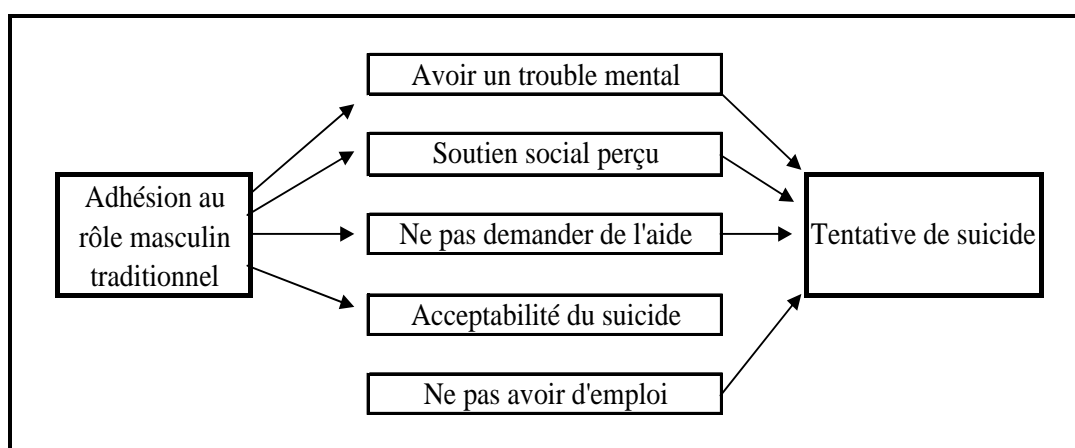 Avoir un trouble mental
Soutien social perçu
Adhésion au
rôle masculin
traditionnel
Ne pas demander de l'aide
Tentative de suicide
Acceptabilité du suicide
Ne pas avoir d'emploi